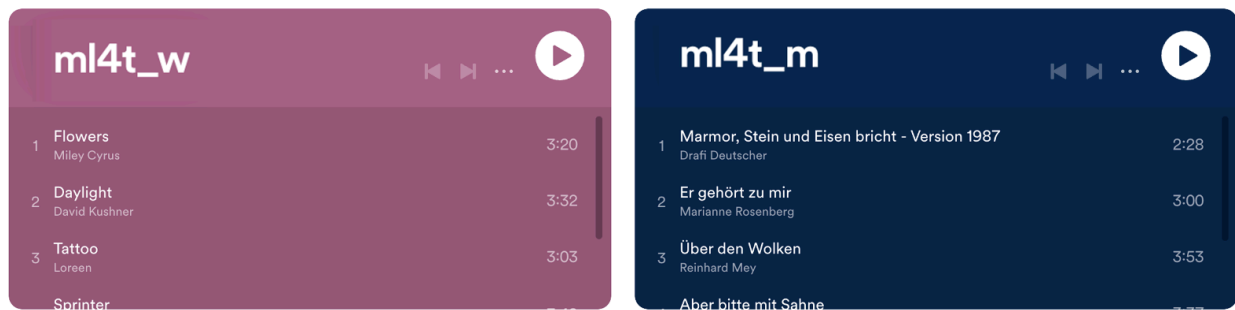 ml4t_w
1
Flowers
Miley Cyrus
3:20
2
Daylight
David Kushner
3:32
3
Tattoo
Loreen
3:03
Sprinter
ml4t_m
1
Marmor, Stein und Eisen bricht - Version 1987
Drafi Deutscher
2:28
2
Er gehört zu mir
Marianne Rosenberg
3:00
3
Über den Wolken
Reinhard Mey
3:53
Aber bitte mit Sahne